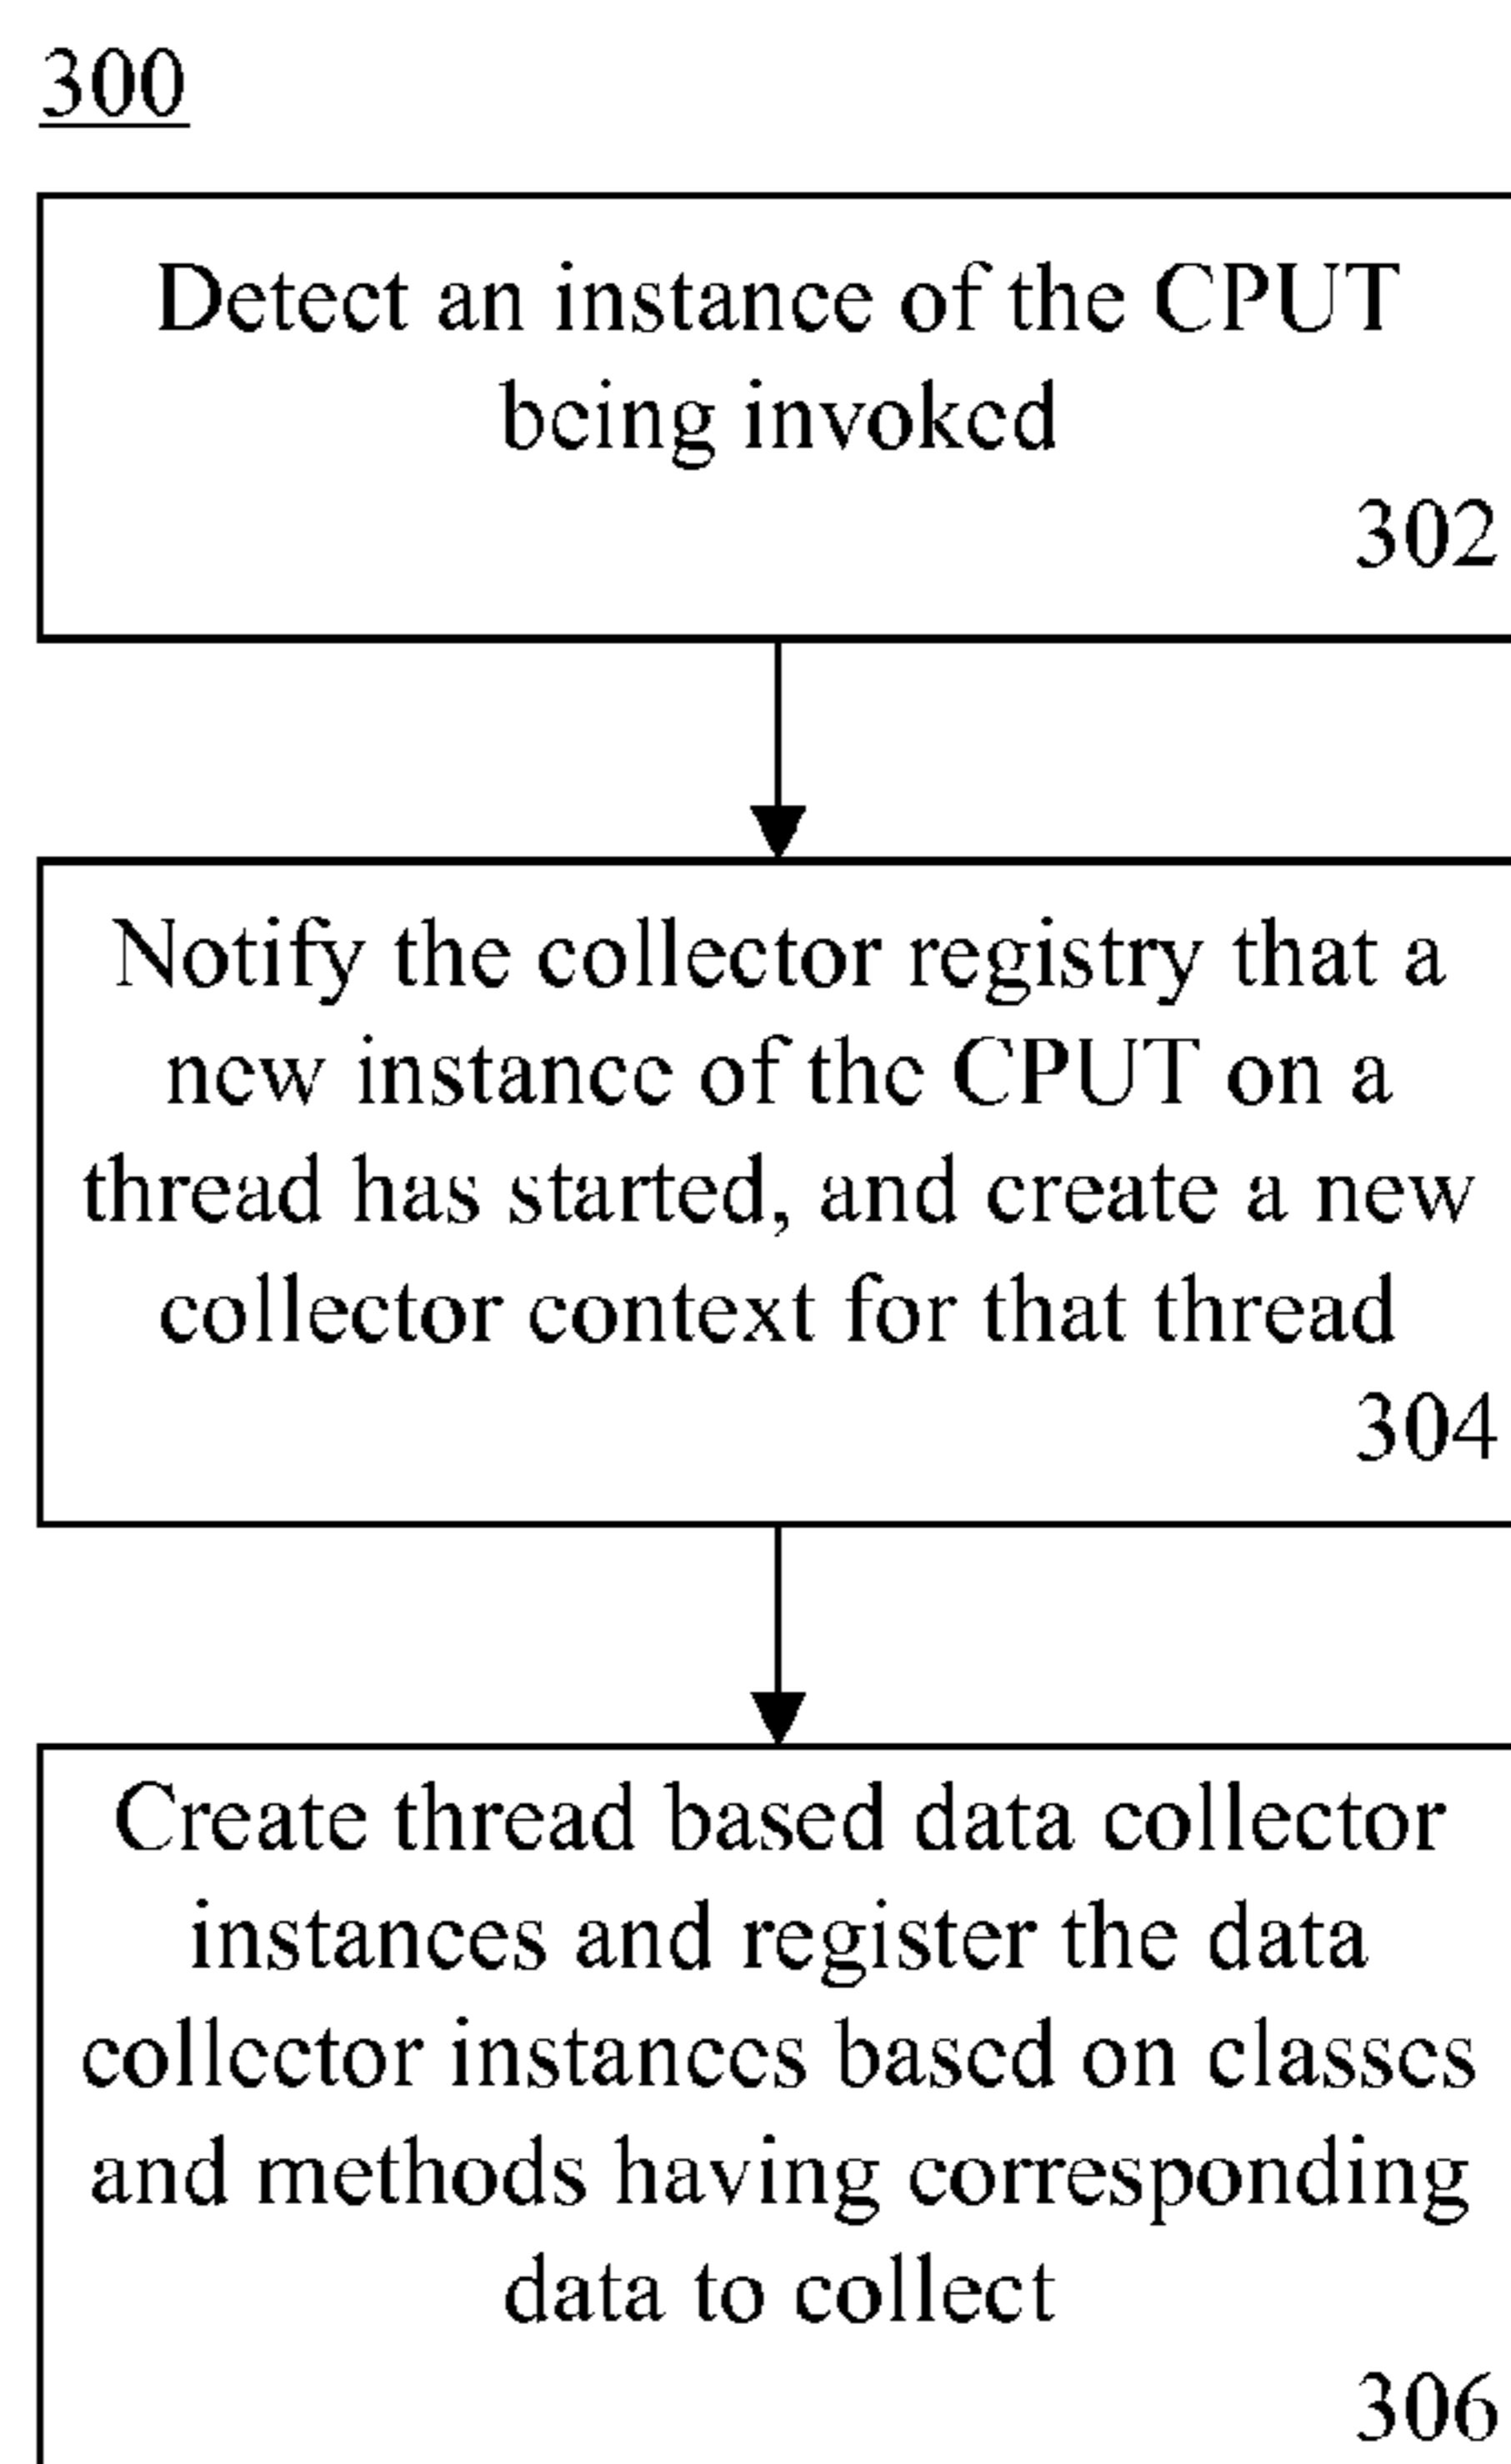 300
Detect an instance of the CPUT
being invoked
302
Notify the collector registry that a
new instance of the CPUT on a
thread has started, and create a new
collector context for that thread
304
Create thread based data collector
instances and register the data
collector instances based on classes
and methods having corresponding
data to collect
306